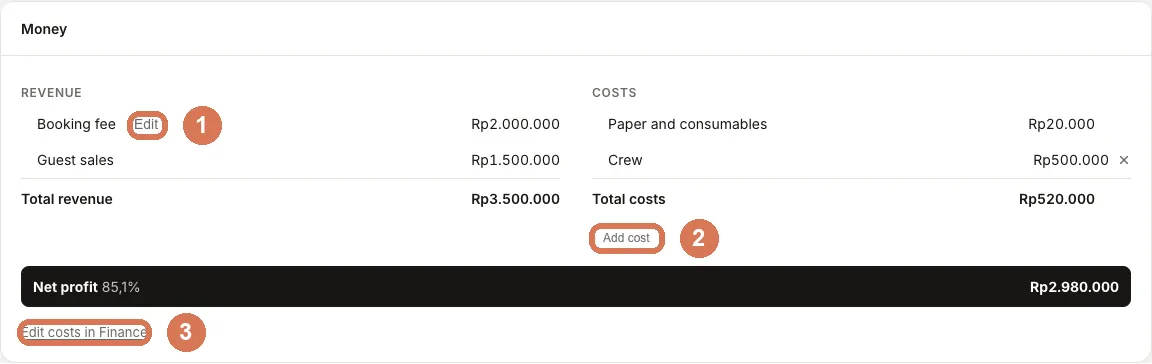 Money
REVENUE
Booking fee Edit 1 Rp2.000.000
Guest sales Rp1.500.000
Total revenue Rp3.500.000
COSTS
Paper and consumables Rp20.000
Crew Rp500.000 ×
Total costs Rp520.000
Add cost 2
Net profit 85,1% Rp2.980.000
Edit costs in Finance 3